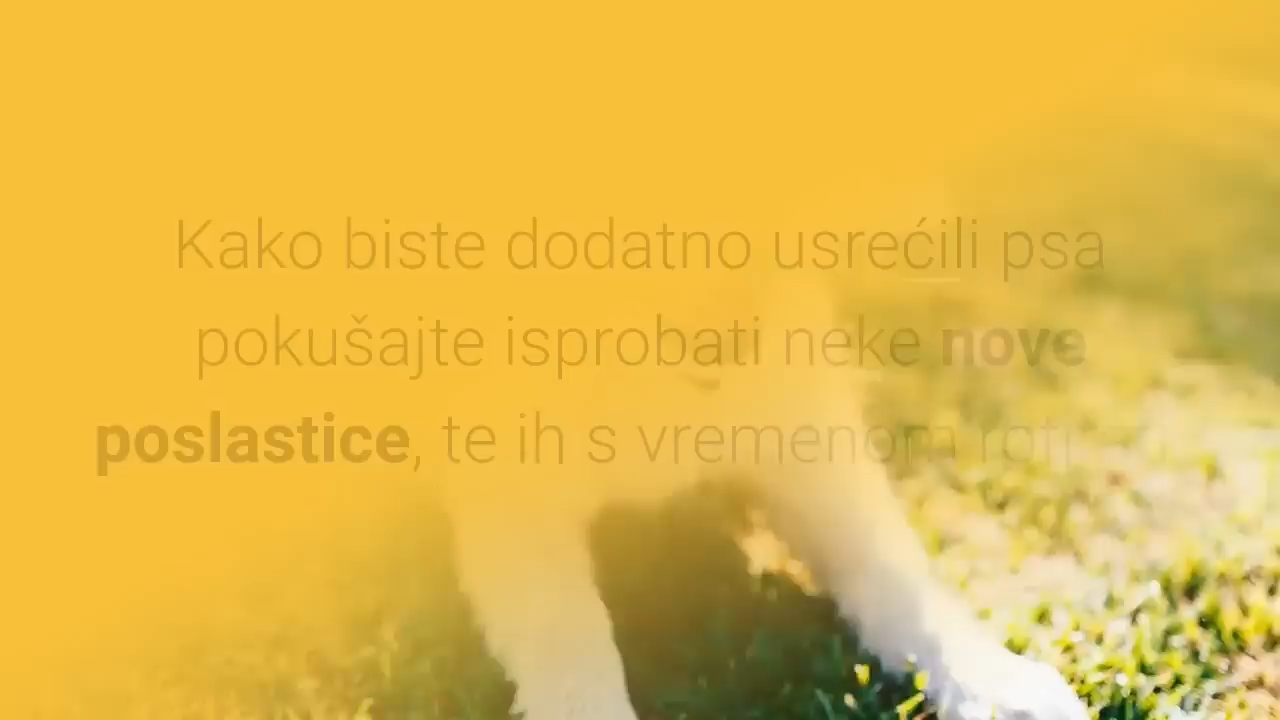 Kako biste dodatno usrećili psa
pokušajte isprobati neke nove
poslastice, te ih s vremenom